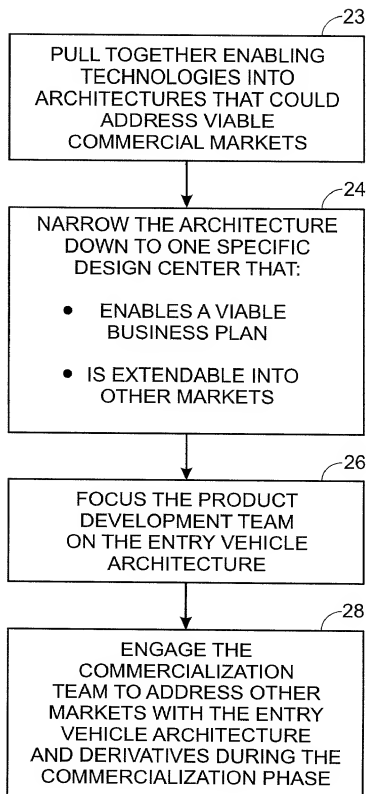 23
PULL TOGETHER ENABLING
TECHNOLOGIES INTO
ARCHITECTURES THAT COULD
ADDRESS VIABLE
COMMERCIAL MARKETS
24
NARROW THE ARCHITECTURE
DOWN TO ONE SPECIFIC
DESIGN CENTER THAT:
• ENABLES A VIABLE
BUSINESS PLAN
• IS EXTENDABLE INTO
OTHER MARKETS
26
FOCUS THE PRODUCT
DEVELOPMENT TEAM
ON THE ENTRY VEHICLE
ARCHITECTURE
28
ENGAGE THE
COMMERCIALIZATION
TEAM TO ADDRESS OTHER
MARKETS WITH THE ENTRY
VEHICLE ARCHITECTURE
AND DERIVATIVES DURING THE
COMMERCIALIZATION PHASE